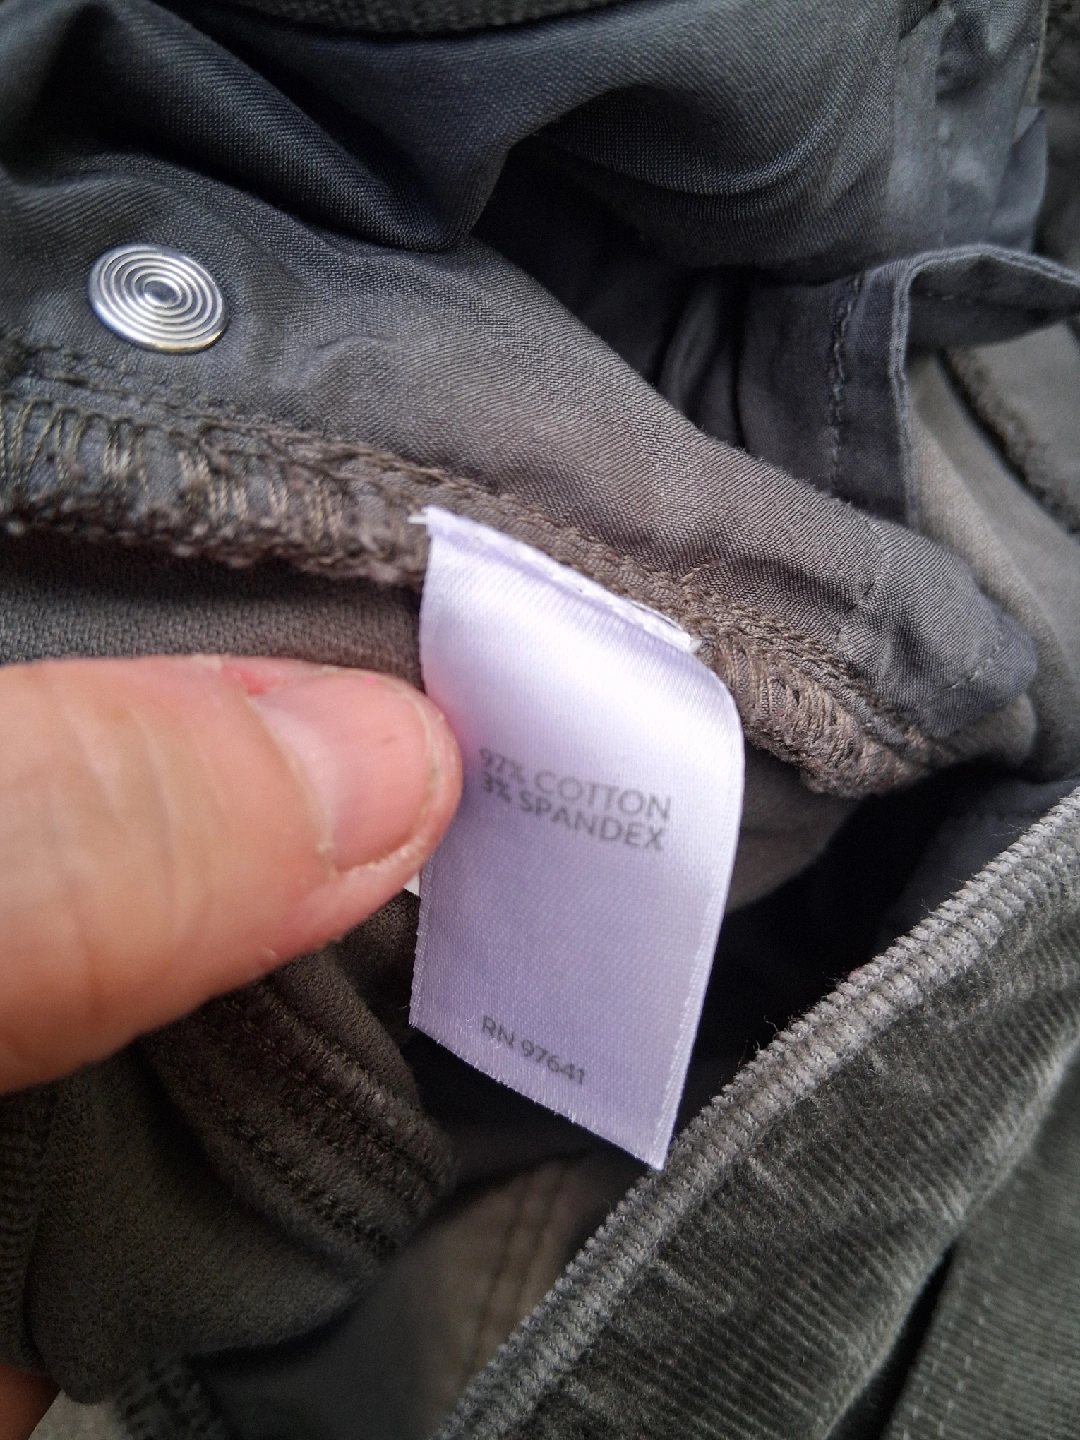 97% COTTON
3% SPANDEX
RN 97641